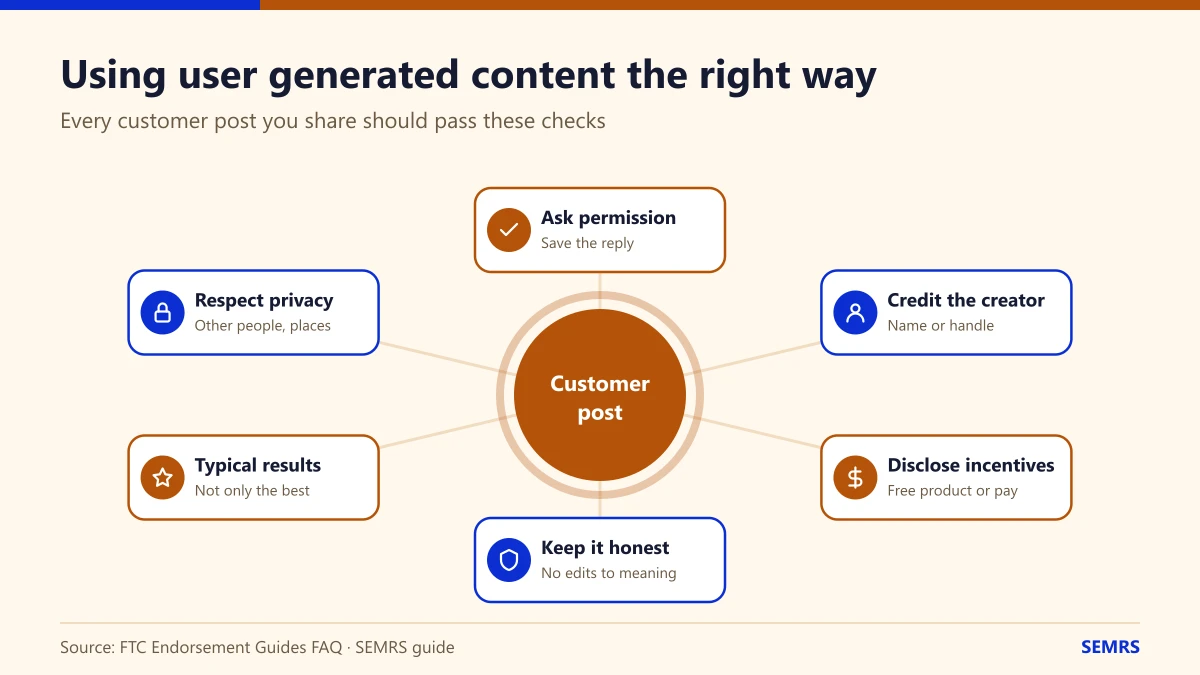 Using user generated content the right way
Every customer post you share should pass these checks
Ask permission
Save the reply
Respect privacy
Other people, places
Credit the creator
Name or handle
Customer
post
Typical results
Not only the best
Disclose incentives
Free product or pay
Keep it honest
No edits to meaning
Source: FTC Endorsement Guides FAQ · SEMRS guide
SEMRS